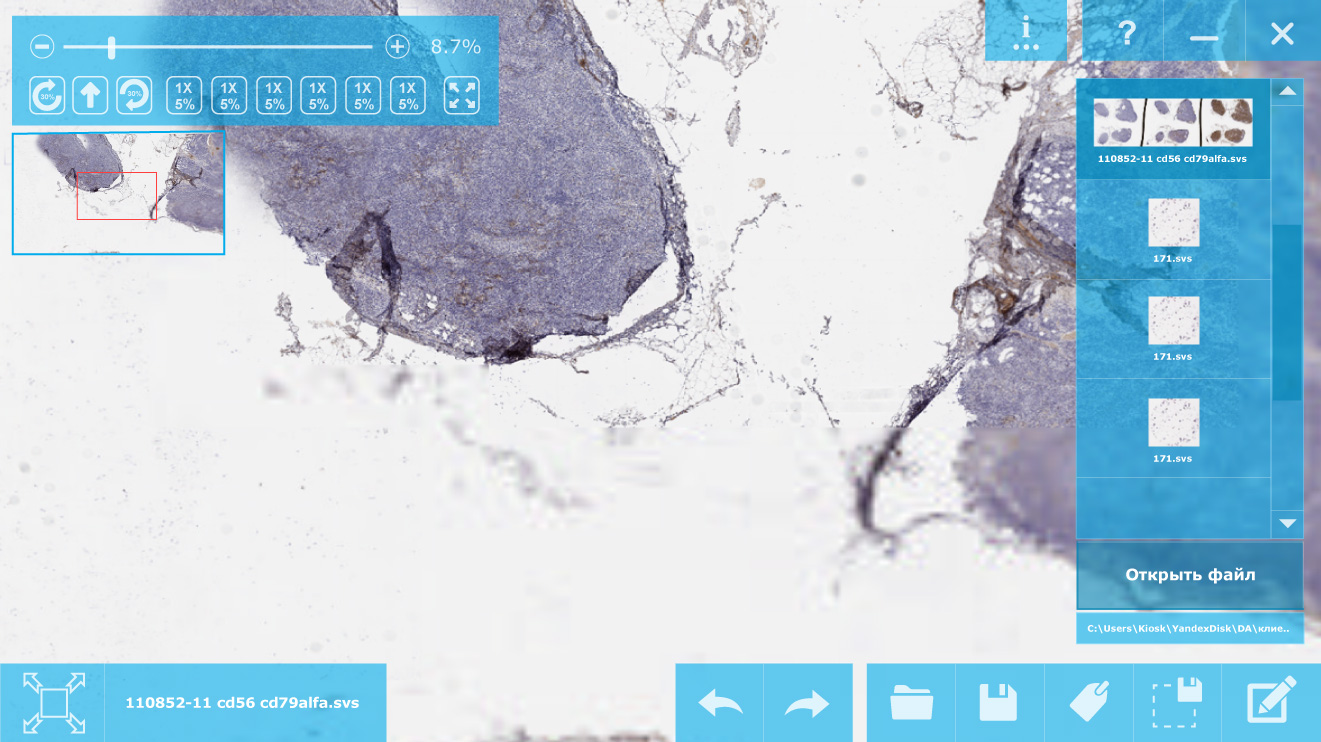 8.7%
30%
30%
1X
5%
1X
5%
1X
5%
1X
5%
1X
5%
1X
5%
i
?
110852-11 cd56 cd79alfa.svs
171.svs
171.svs
171.svs
Открыть файл
C:\Users\Kiosk\YandexDisk\DA\клие..
110852-11 cd56 cd79alfa.svs